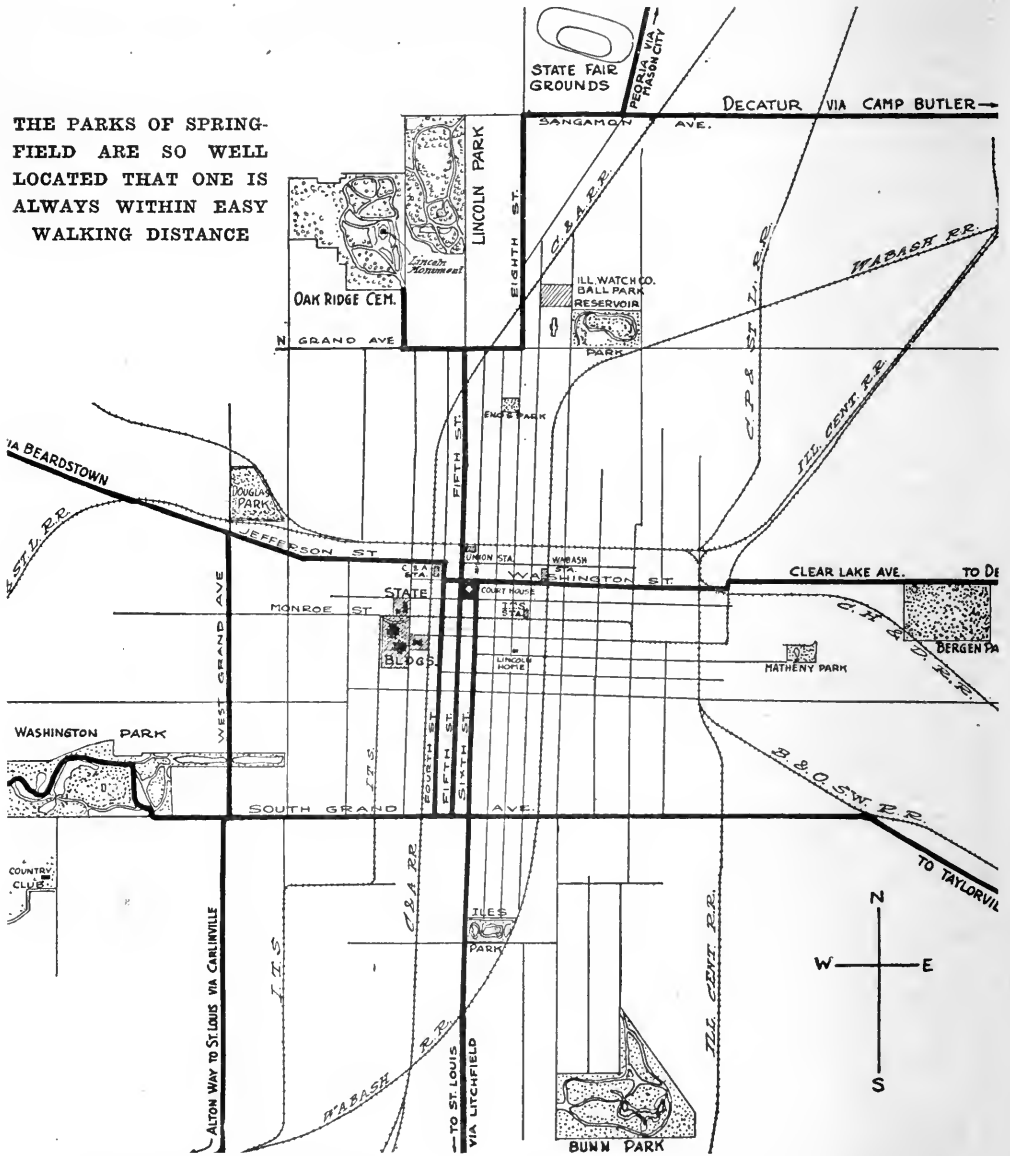 THE PARKS OF SPRING-
FIELD ARE SO WELL
LOCATED THAT ONE IS
ALWAYS WITHIN EASY
WALKING DISTANCE
STATE FAIR
GROUNDS
PEORIA VIA
MASON CITY
DECATUR VIA CAMP BUTLER
SANGAMON AVE.
LINCOLN PARK
Lincoln
Monument
OAK RIDGE CEM.
EIGHTH ST.
C. & A. R.R.
WABASH RR.
ILL. WATCH CO.
BALL PARK
RESERVOIR
PARK
N GRAND AVE
C. P. & ST. L. R.R.
ILL. CENT. R.R.
ENOS PARK
FIFTH ST.
VIA BEARDSTOWN
DOUGLAS
PARK
& ST. L. R.R.
JEFFERSON ST
UNION STA.
C & A
STA.
WABASH
STA.
WASHINGTON ST.
CLEAR LAKE AVE.
TO DE
COURT HOUSE
STATE
BLDGS.
MONROE ST
I.T.S.
STA.
LINCOLN
HOME
C. H. & D. R. R.
BERGEN PA
MATHENY PARK
WEST GRAND AVE
WASHINGTON PARK
I.T.S.
FOURTH ST.
FIFTH ST.
SIXTH ST.
B & O. S.W. R.R.
SOUTH GRAND AVE.
TO TAYLORVIL
COUNTRY
CLUB
C & A RR.
ILES
PARK
N
W E
S
I.T.S
ALTON WAY TO ST. LOUIS VIA CARLINVILLE
WABASH R.R.
TO ST. LOUIS
VIA LITCHFIELD
ILL. CENT R.R.
BUNN PARK